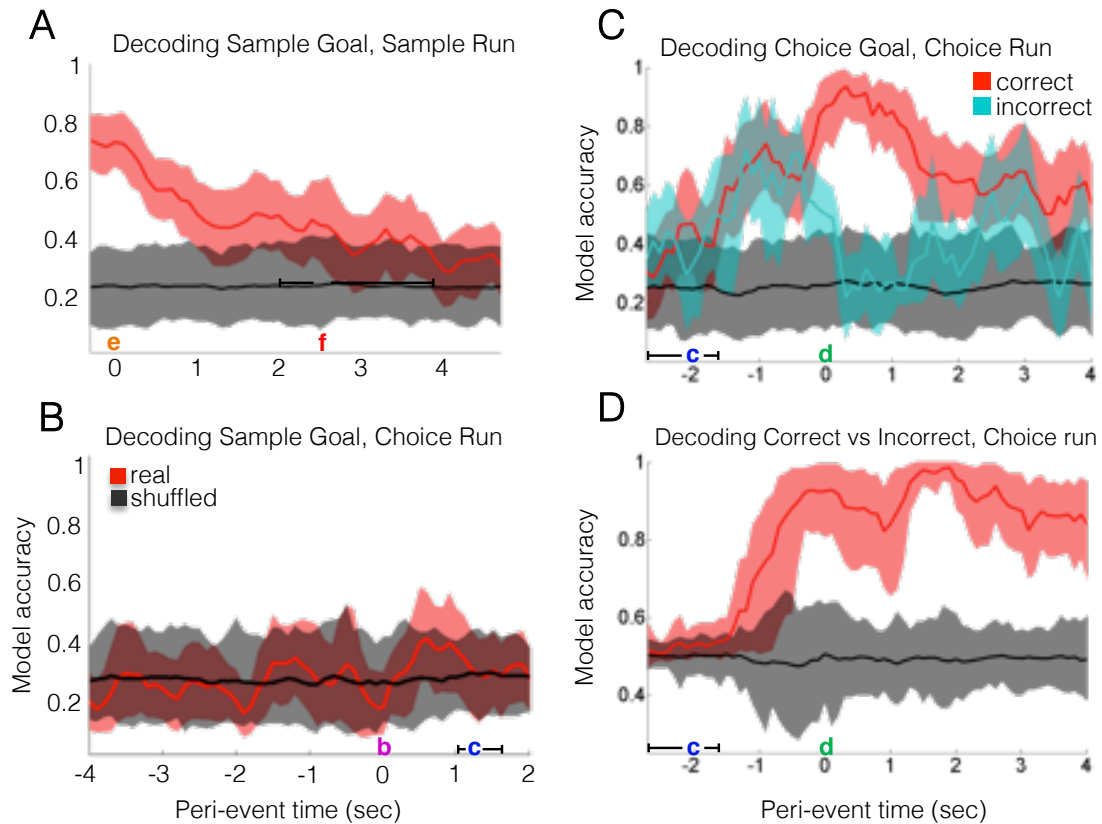 A
Decoding Sample Goal, Sample Run
1
0.8
0.6
0.4
0.2
e
f
0
1
2
3
4
B
Decoding Sample Goal, Choice Run
1
real
shuffled
0.8
0.6
0.4
0.2
Model accuracy
b
c
-4
-3
-2
-1
0
1
2
Peri-event time (sec)
C
Decoding Choice Goal, Choice Run
1
correct
incorrect
0.8
0.6
0.4
0.2
Model accuracy
c
d
-2
-1
0
1
2
3
4
D
Decoding Correct vs Incorrect, Choice run
1
0.8
0.6
0.4
Model accuracy
c
d
-2
-1
0
1
2
3
4
Peri-event time (sec)